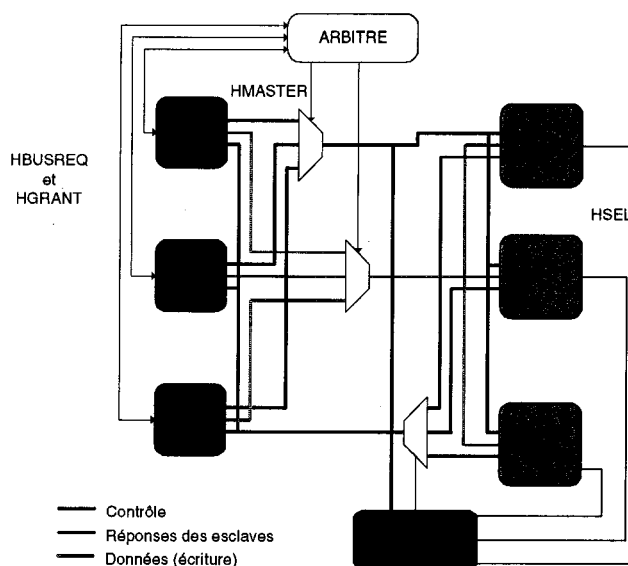 ARBITRE
HMASTER
HBUSREQ
et
HGRANT
HSEL
Contrôle
Réponses des esclaves
Données (écriture)